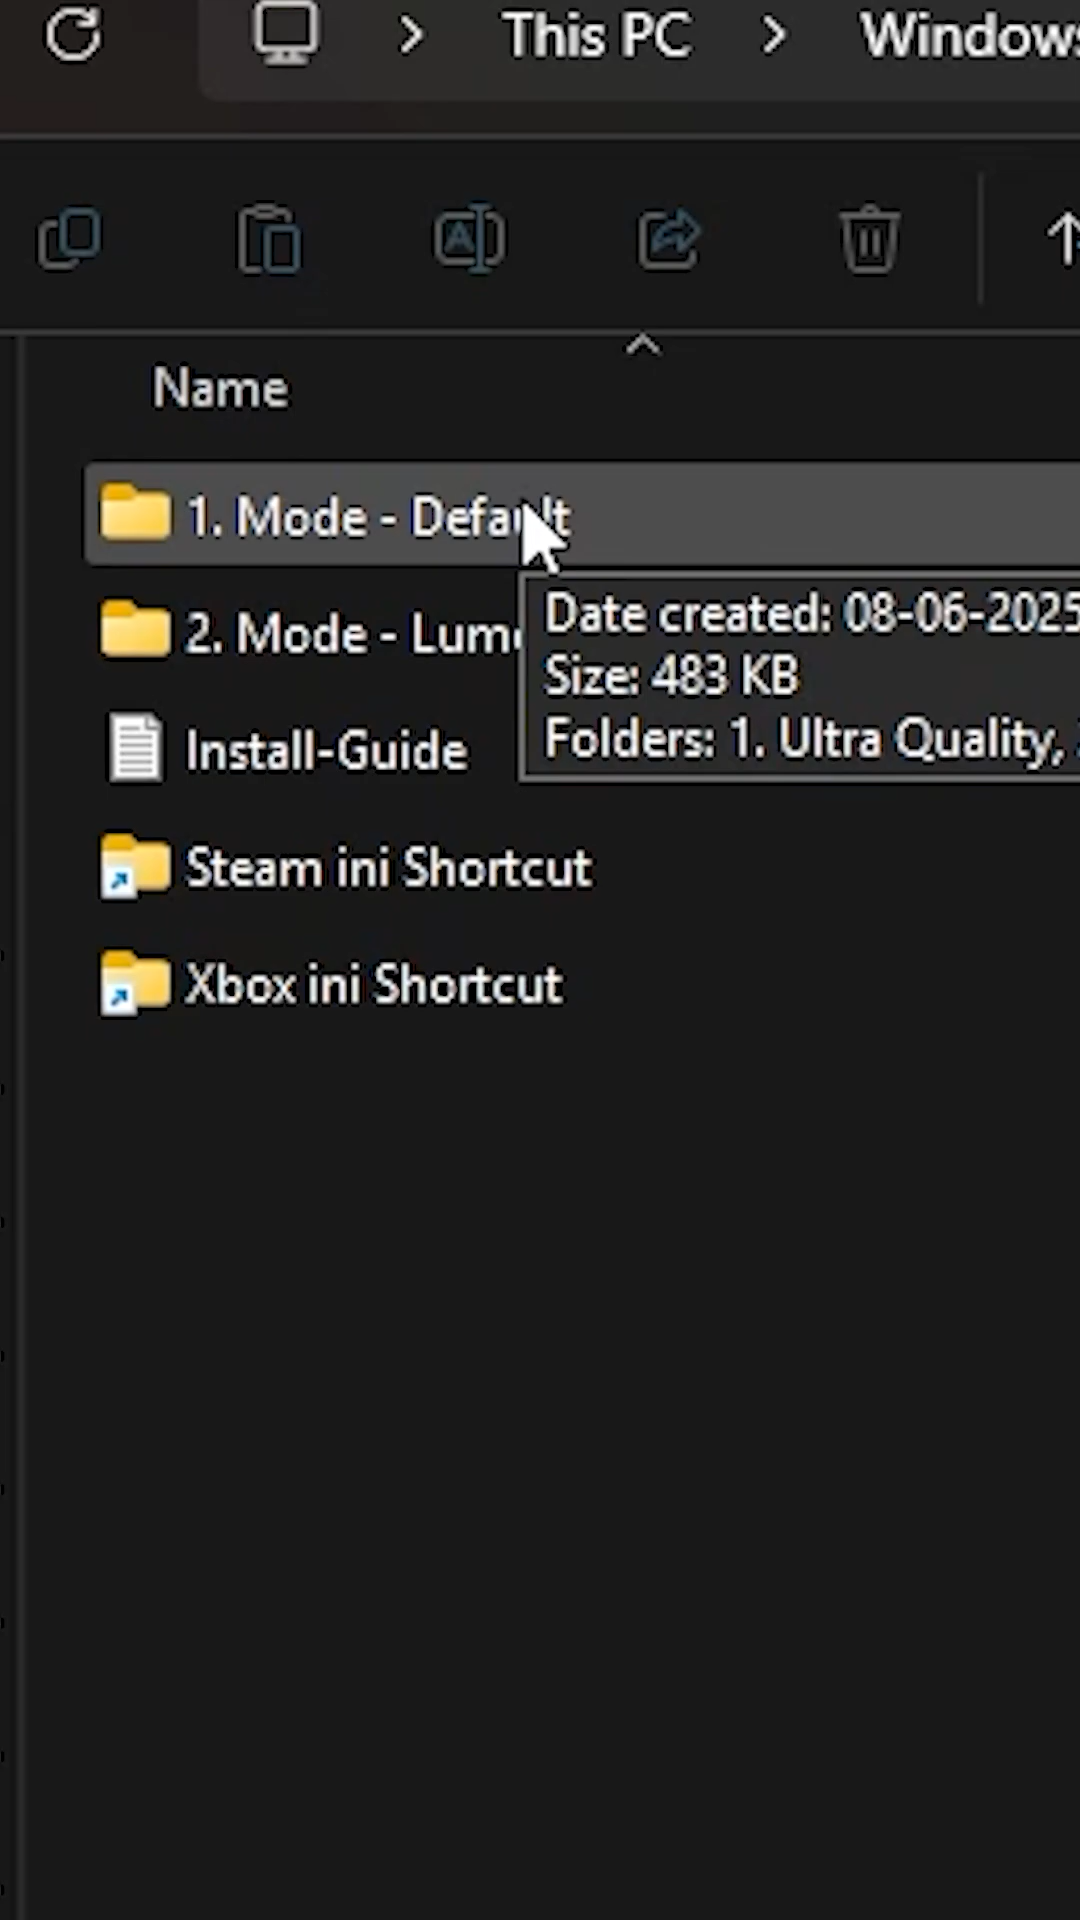 This PC
Name
1. Mode - Default
2. Mode -
Date created: 08-06-2025
Size: 483 KB
Folders: 1. Ultra Quality,
Install-Guide
Steam ini Shortcut
Xbox ini Shortcut